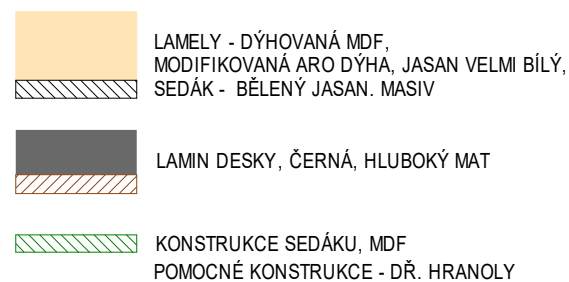 LAMELY - DÝHOVANÁ MDF,
MODIFIKOVANÁ ARO DÝHA, JASAN VELMI BÍLÝ,
SEDÁK - BĚLENÝ JASAN. MASIV
LAMIN DESKY, ČERNÁ, HLUBOKÝ MAT
KONSTRUKCE SEDÁKU, MDF
POMOCNÉ KONSTRUKCE - DŘ. HRANOLY